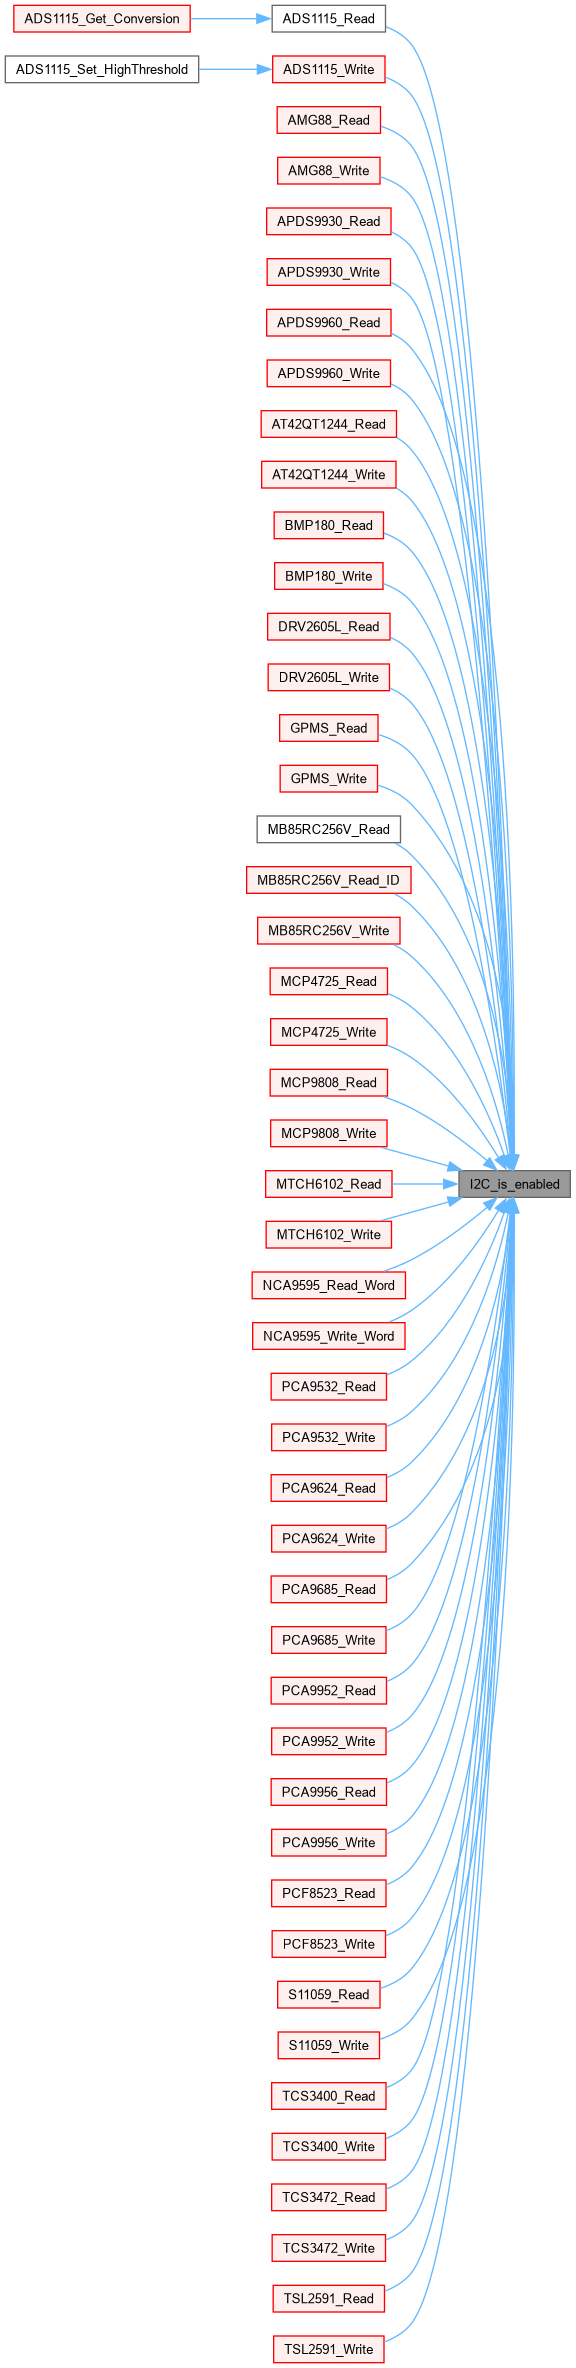 ADS1115_Get_Conversion
ADS1115_Read
ADS1115_Set_HighThreshold
ADS1115_Write
AMG88_Read
AMG88_Write
APDS9930_Read
APDS9930_Write
APDS9960_Read
APDS9960_Write
AT42QT1244_Read
AT42QT1244_Write
BMP180_Read
BMP180_Write
DRV2605L_Read
DRV2605L_Write
GPMS_Read
GPMS_Write
MB85RC256V_Read
MB85RC256V_Read_ID
MB85RC256V_Write
MCP4725_Read
MCP4725_Write
MCP9808_Read
MCP9808_Write
MTCH6102_Read
I2C_is_enabled
MTCH6102_Write
NCA9595_Read_Word
NCA9595_Write_Word
PCA9532_Read
PCA9532_Write
PCA9624_Read
PCA9624_Write
PCA9685_Read
PCA9685_Write
PCA9952_Read
PCA9952_Write
PCA9956_Read
PCA9956_Write
PCF8523_Read
PCF8523_Write
S11059_Read
S11059_Write
TCS3400_Read
TCS3400_Write
TCS3472_Read
TCS3472_Write
TSL2591_Read
TSL2591_Write